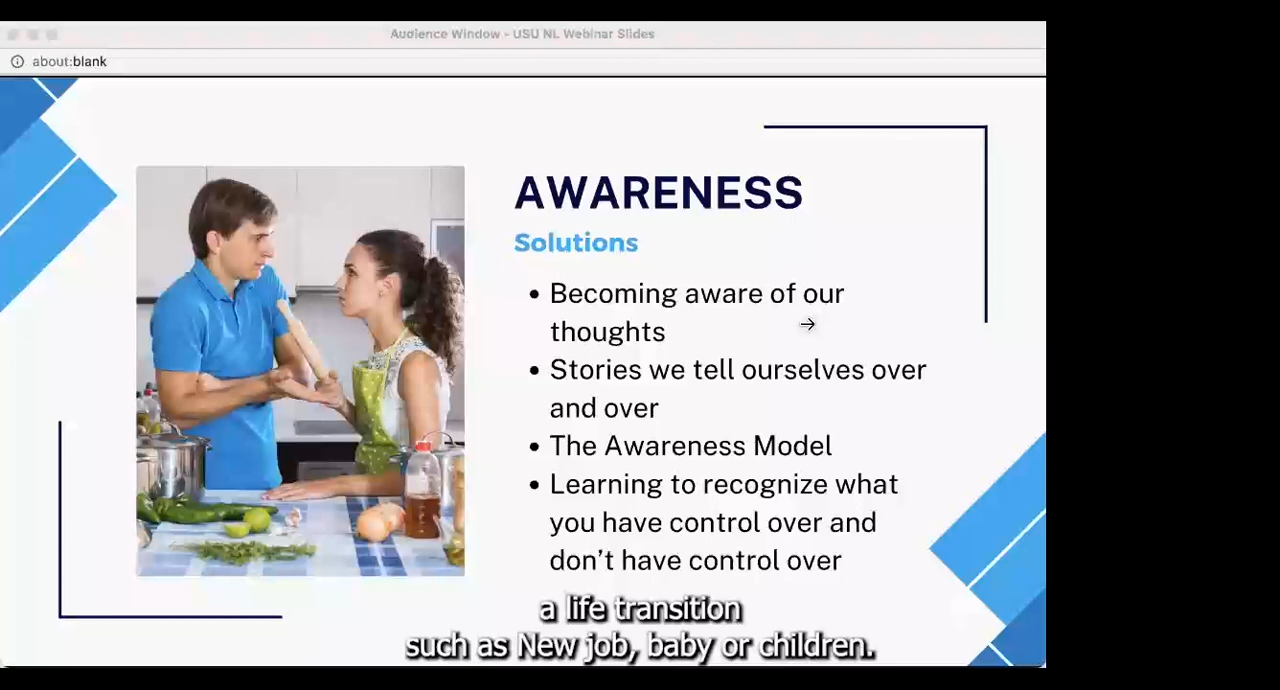 Audience Window - USU NL Webinar Slides
about:blank
AWARENESS
Solutions
• Becoming aware of our
thoughts
• Stories we tell ourselves over
and over
• The Awareness Model
• Learning to recognize what
you have control over and
don’t have control over
a life transition
such as New job, baby or children.